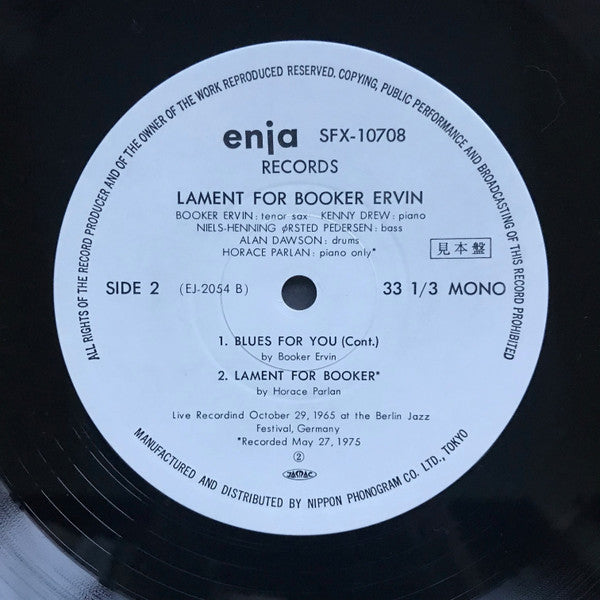 ALL RIGHTS OF THE RECORD PRODUCER AND OF THE OWNER OF THE WORK REPRODUCED RESERVED. COPYING, PUBLIC PERFORMANCE AND BROADCASTING OF THIS RECORD PROHIBITED
enja SFX-10708
RECORDS
LAMENT FOR BOOKER ERVIN
BOOKER ERVIN : tenor sax KENNY DREW : piano
NIELS-HENNING ØRSTED PEDERSEN : bass
ALAN DAWSON : drums
HORACE PARLAN : piano only*
見本盤
SIDE 2 (EJ-2054 B) 33 1/3 MONO
1. BLUES FOR YOU (Cont.)
by Booker Ervin
2. LAMENT FOR BOOKER*
by Horace Parlan
Live Recordind October 29, 1965 at the Berlin Jazz
Festival, Germany
*Recorded May 27, 1975
②
JASRAC
MANUFACTURED AND DISTRIBUTED BY NIPPON PHONOGRAM CO. LTD., TOKYO